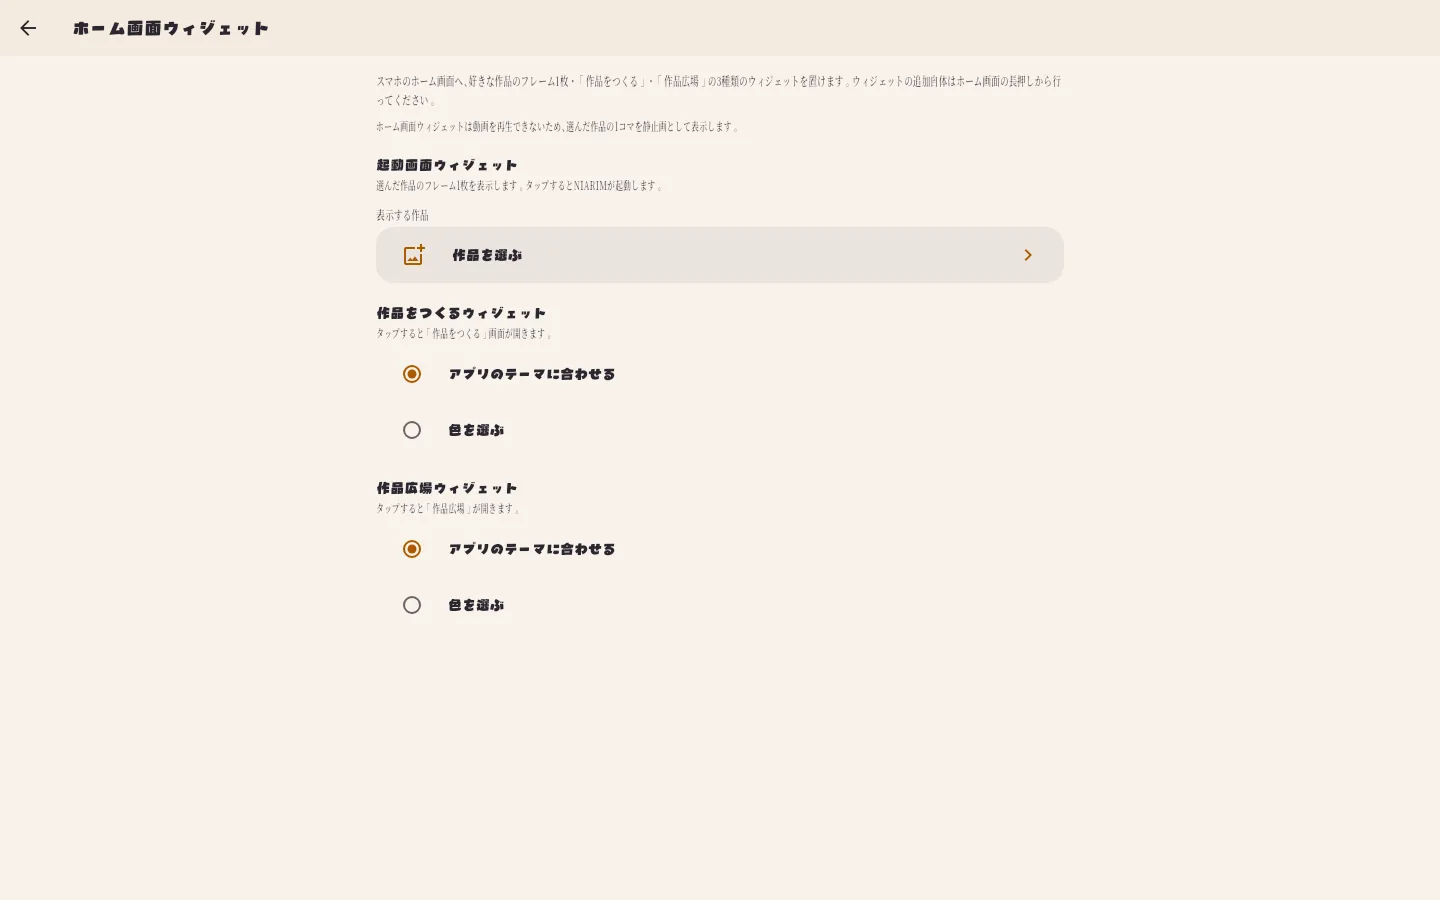 ホーム画面ウィジェット
スマホのホーム画面へ、好きな作品のフレーム1枚・「作品をつくる」・「作品広場」の3種類のウィジェットを置けます。ウィジェットの追加自体はホーム画面の長押しから行
ってください。
ホーム画面ウィジェットは動画を再生できないため、選んだ作品の1コマを静止画として表示します。
起動画面ウィジェット
選んだ作品のフレーム1枚を表示します。タップするとNIARIMが起動します。
表示する作品
作品を選ぶ
作品をつくるウィジェット
タップすると「作品をつくる」画面が開きます。
アプリのテーマに合わせる
色を選ぶ
作品広場ウィジェット
タップすると「作品広場」が開きます。
アプリのテーマに合わせる
色を選ぶ